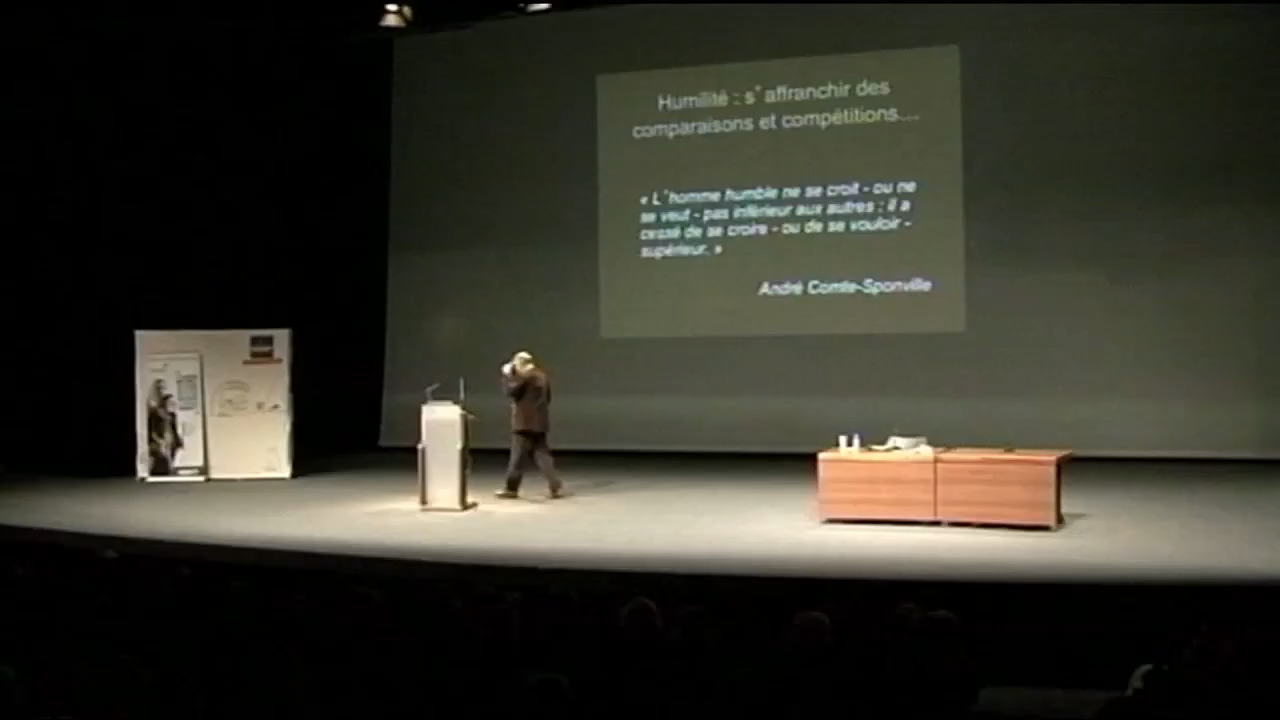 Humilité : s'affranchir des
comparaisons et compétitions...
« L'homme humble ne se croit - ou ne
se veut - pas inférieur aux autres : il a
cessé de se croire - ou de se vouloir -
supérieur. »
André Comte-Sponville